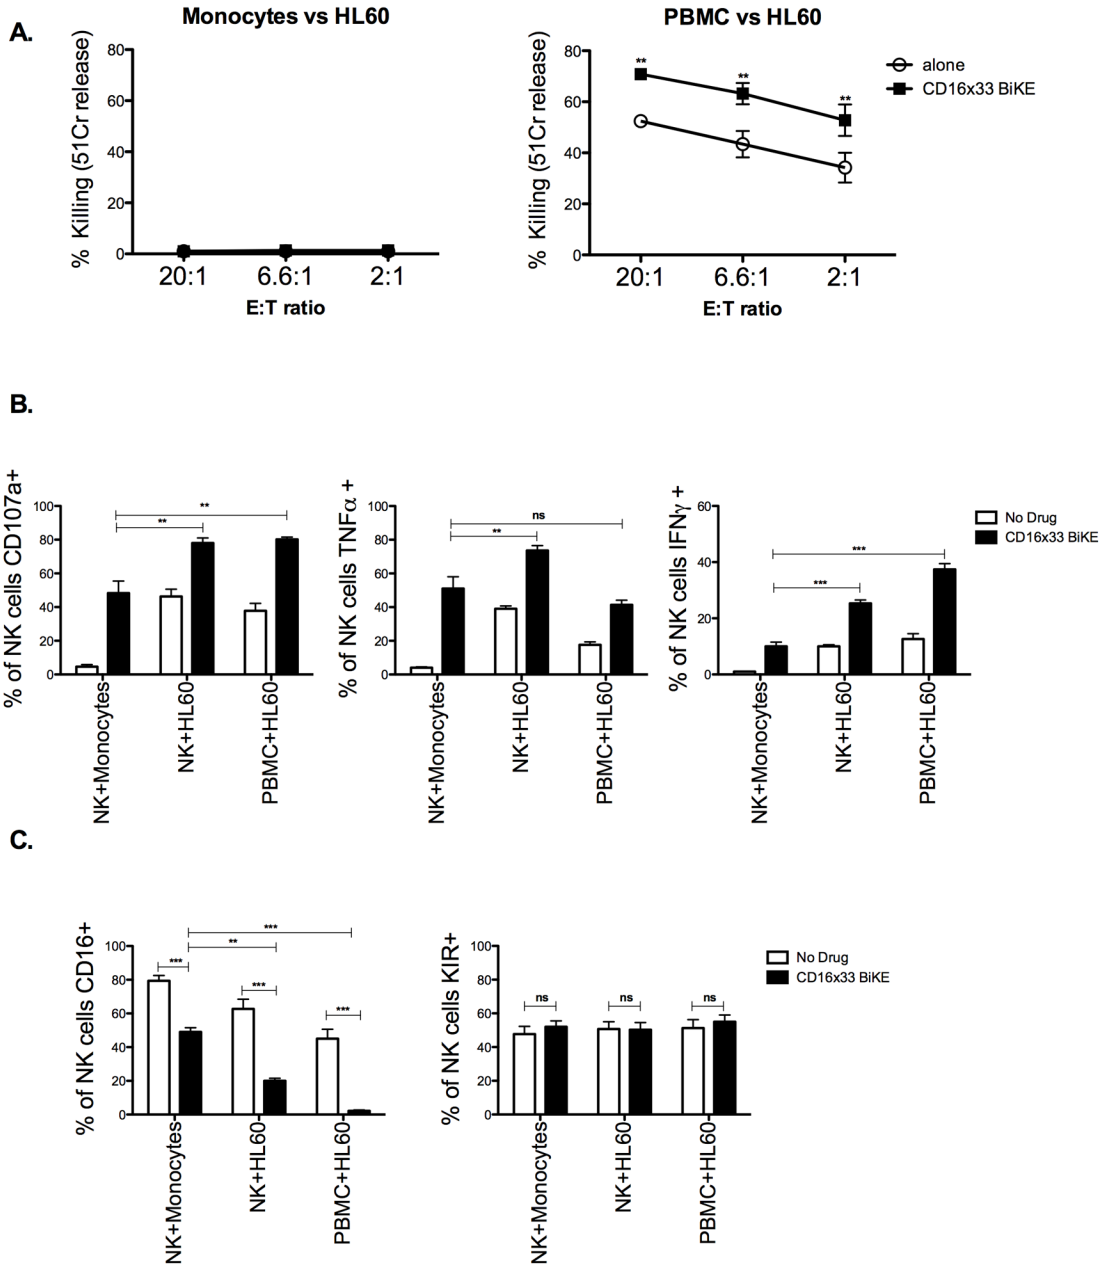 A.
Monocytes vs HL60
% Killing (51Cr release)
80
60
40
20
0
20:1 6.6:1 2:1
E:T ratio
PBMC vs HL60
% Killing (51Cr release)
80
60
40
20
0
** ** **
20:1 6.6:1 2:1
E:T ratio
alone
CD16x33 BiKE
B.
% of NK cells CD107a+
100
80
60
40
20
0
**
**
NK+Monocytes
NK+HL60
PBMC+HL60
% of NK cells TNFα +
100
80
60
40
20
0
ns
**
NK+Monocytes
NK+HL60
PBMC+HL60
% of NK cells IFNγ +
60
40
20
0
***
***
NK+Monocytes
NK+HL60
PBMC+HL60
No Drug
CD16x33 BiKE
C.
% of NK cells CD16+
100
80
60
40
20
0
***
**
***
***
***
NK+Monocytes
NK+HL60
PBMC+HL60
% of NK cells KIR+
100
80
60
40
20
0
ns ns ns
NK+Monocytes
NK+HL60
PBMC+HL60
No Drug
CD16x33 BiKE